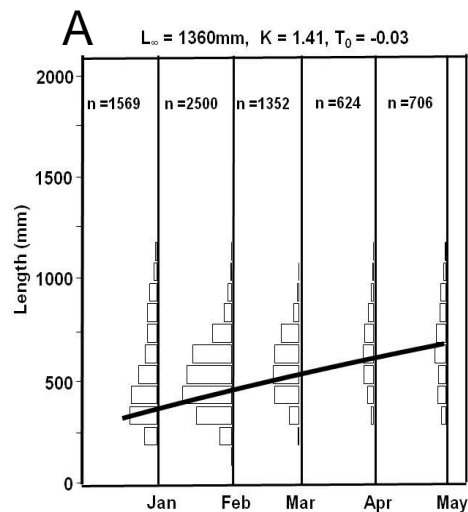 A
L∞ = 1360mm, K = 1.41, T0 = -0.03
2000
n =1569 n =2500 n =1352 n =624 n =706
1500
Length (mm)
1000
500
0
Jan Feb Mar Apr May